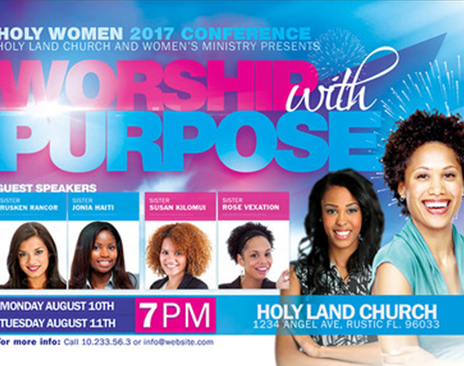 HOLY WOMEN 2017 CONFERENCE
HOLY LAND CHURCH AND WOMEN'S MINISTRY PRESENTS
WORSHIP with
PURPOSE
GUEST SPEAKERS
SISTER
RUSKEN RANCOR
SISTER
JONIA HAITI
SISTER
SUSAN KILOMUI
SISTER
ROSE VEXATION
MONDAY AUGUST 10TH
TUESDAY AUGUST 11TH
7PM
HOLY LAND CHURCH
1234 ANGEL AVE, RUSTIC FL. 96033
For more info: Call 10.233.56.3 or info@website.com